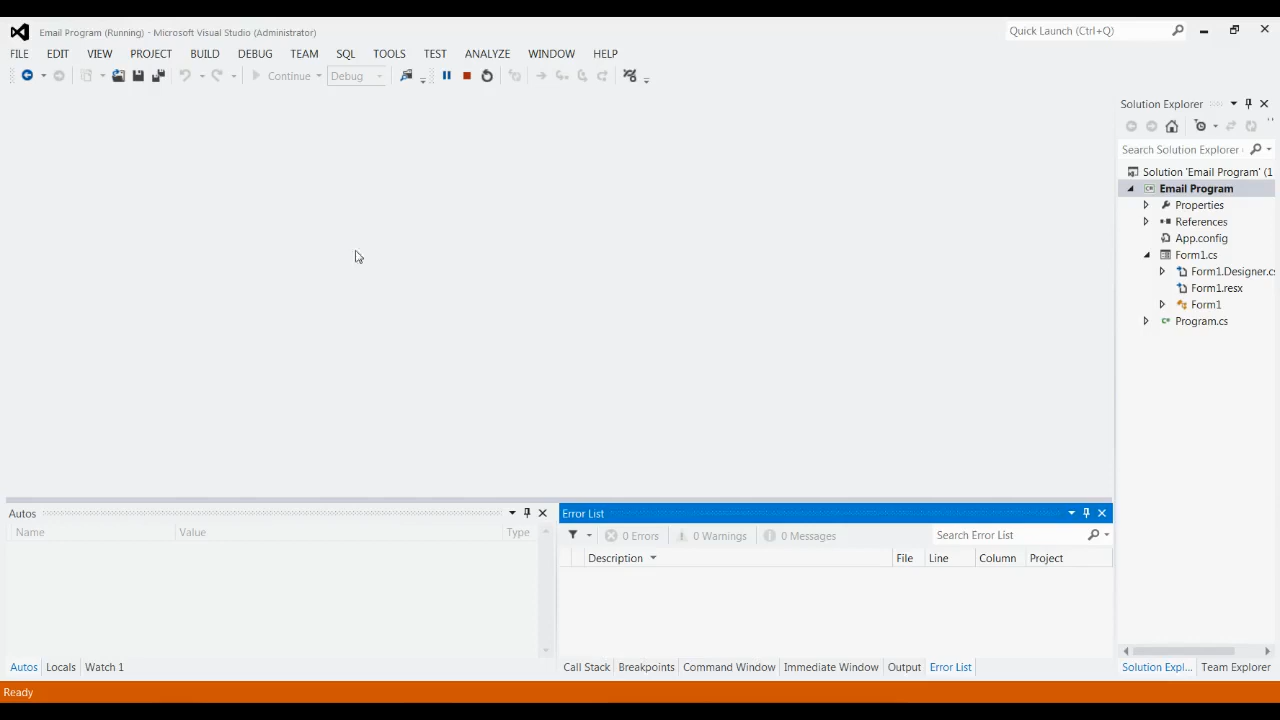 Email Program (Running) - Microsoft Visual Studio (Administrator)
Quick Launch (Ctrl+Q)
FILE EDIT VIEW PROJECT BUILD DEBUG TEAM SQL TOOLS TEST ANALYZE WINDOW HELP
Continue Debug
Solution Explorer
Search Solution Explorer
Solution 'Email Program' (1
Email Program
Properties
References
App.config
Form1.cs
Form1.Designer.cs
Form1.resx
Form1
Program.cs
Autos
Name Value Type
Error List
0 Errors 0 Warnings 0 Messages Search Error List
Description File Line Column Project
Autos Locals Watch 1
Call Stack Breakpoints Command Window Immediate Window Output Error List
Solution Expl... Team Explorer
Ready